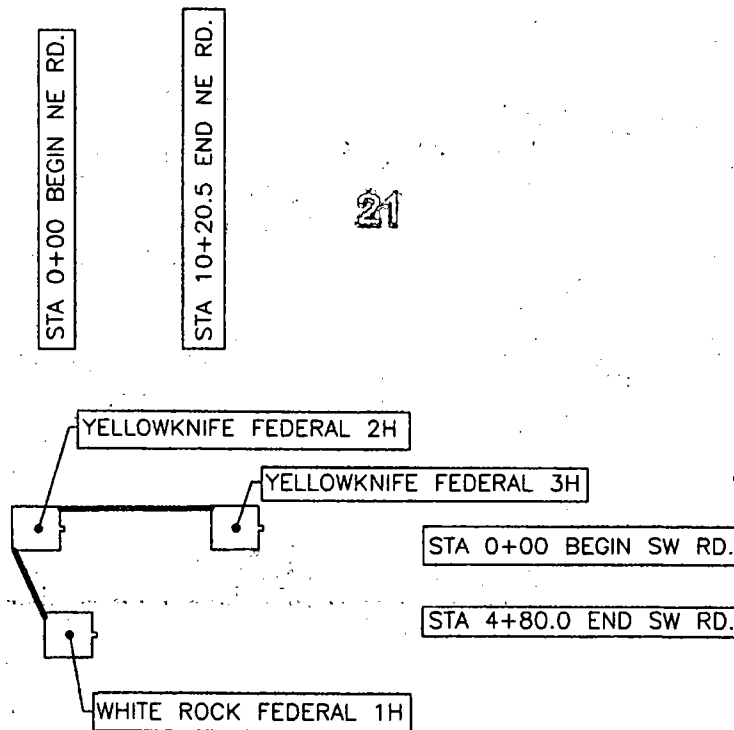 STA 0+00 BEGIN NE RD.
STA 10+20.5 END NE RD.
21
YELLOWKNIFE FEDERAL 2H
YELLOWKNIFE FEDERAL 3H
STA 0+00 BEGIN SW RD.
STA 4+80.0 END SW RD.
WHITE ROCK FEDERAL 1H